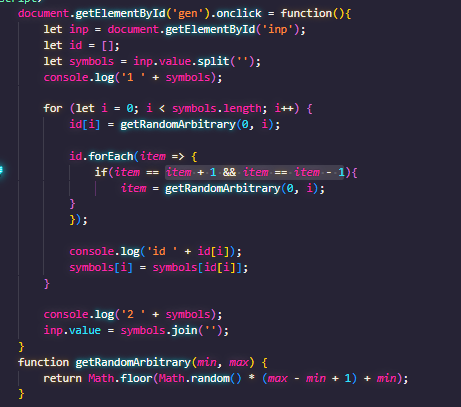 script/
document.getElementById('gen').onclick = function(){
let inp = document.getElementById('inp');
let id = [];
let symbols = inp.value.split('');
console.log('1 ' + symbols);
for (let i = 0; i < symbols.length; i++) {
id[i] = getRandomArbitrary(0, i);
id.forEach(item => {
if(item == item + 1 && item == item - 1){
item = getRandomArbitrary(0, i);
}
});
console.log('id ' + id[i]);
symbols[i] = symbols[id[i]];
}
console.log('2 ' + symbols);
inp.value = symbols.join('');
}
function getRandomArbitrary(min, max) {
return Math.floor(Math.random() * (max - min + 1) + min);
}